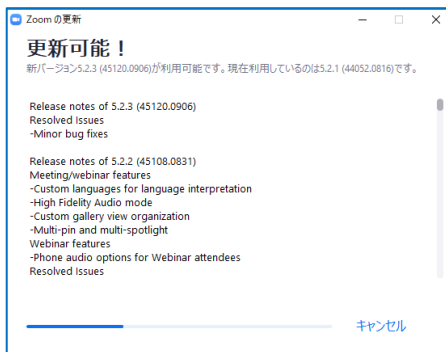 Zoom の更新
更新可能！
新バージョン5.2.3 (45120.0906)が利用可能です。現在利用しているのは5.2.1 (44052.0816)です。
Release notes of 5.2.3 (45120.0906)
Resolved Issues
-Minor bug fixes
Release notes of 5.2.2 (45108.0831)
Meeting/webinar features
-Custom languages for language interpretation
-High Fidelity Audio mode
-Custom gallery view organization
-Multi-pin and multi-spotlight
Webinar features
-Phone audio options for Webinar attendees
Resolved Issues
キャンセル